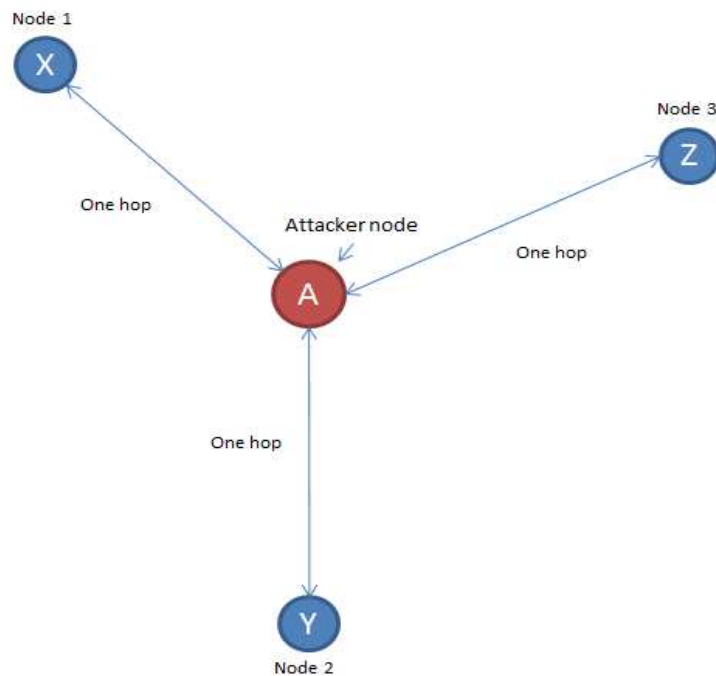 Node 1
X
Node 3
Z
One hop
Attacker node
One hop
A
One hop
Y
Node 2